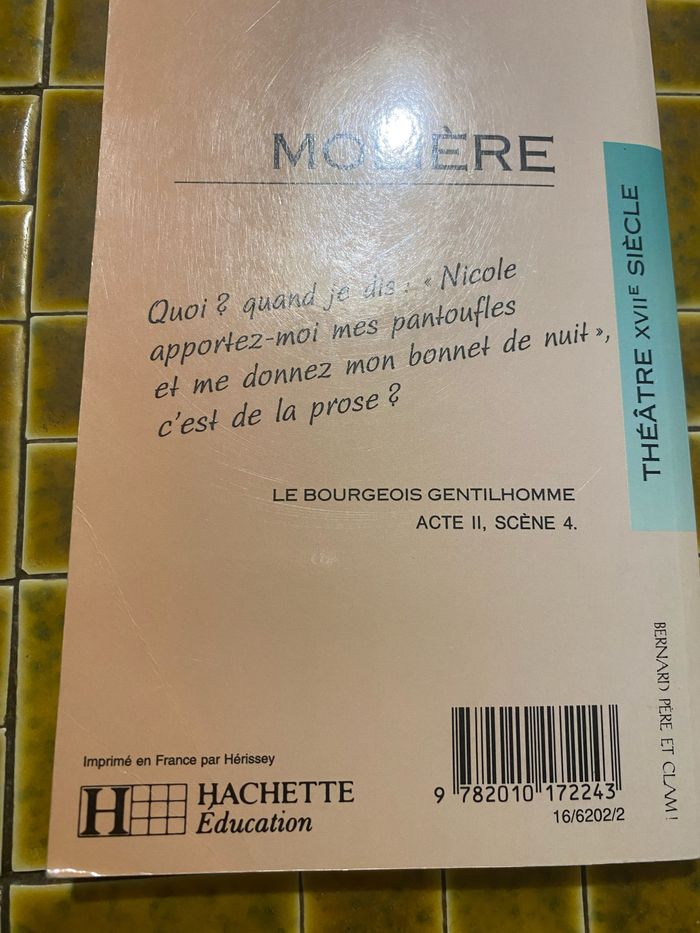 MOLIÈRE
Quoi ? quand je dis : « Nicole
apportez-moi mes pantoufles
et me donnez mon bonnet de nuit »,
c'est de la prose ?
LE BOURGEOIS GENTILHOMME
ACTE II, SCÈNE 4.
THÉÂTRE XVIIE SIÈCLE
BERNARD PÈRE ET CLAM !
Imprimé en France par Hérissey
H HACHETTE
Éducation
9 782010 172243
16/6202/2